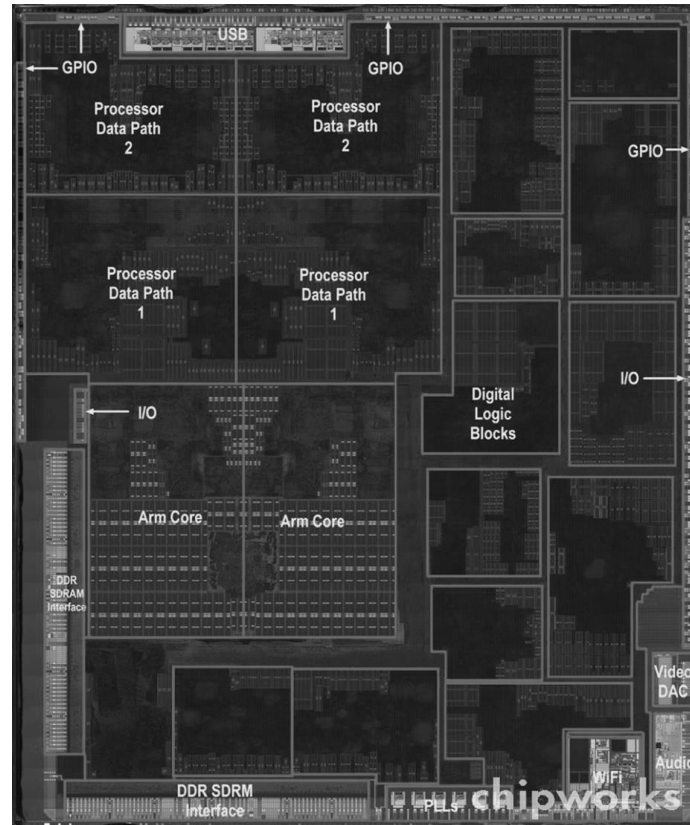 USB
GPIO
GPIO
Processor
Data Path
2
Processor
Data Path
2
GPIO
Processor
Data Path
1
Processor
Data Path
1
I/O
I/O
Digital
Logic
Blocks
Arm Core
Arm Core
DDR
SDRAM
Interface
Video
DAC
Audio
WiFi
DDR SDRM
Interface
PLLs
chipworks